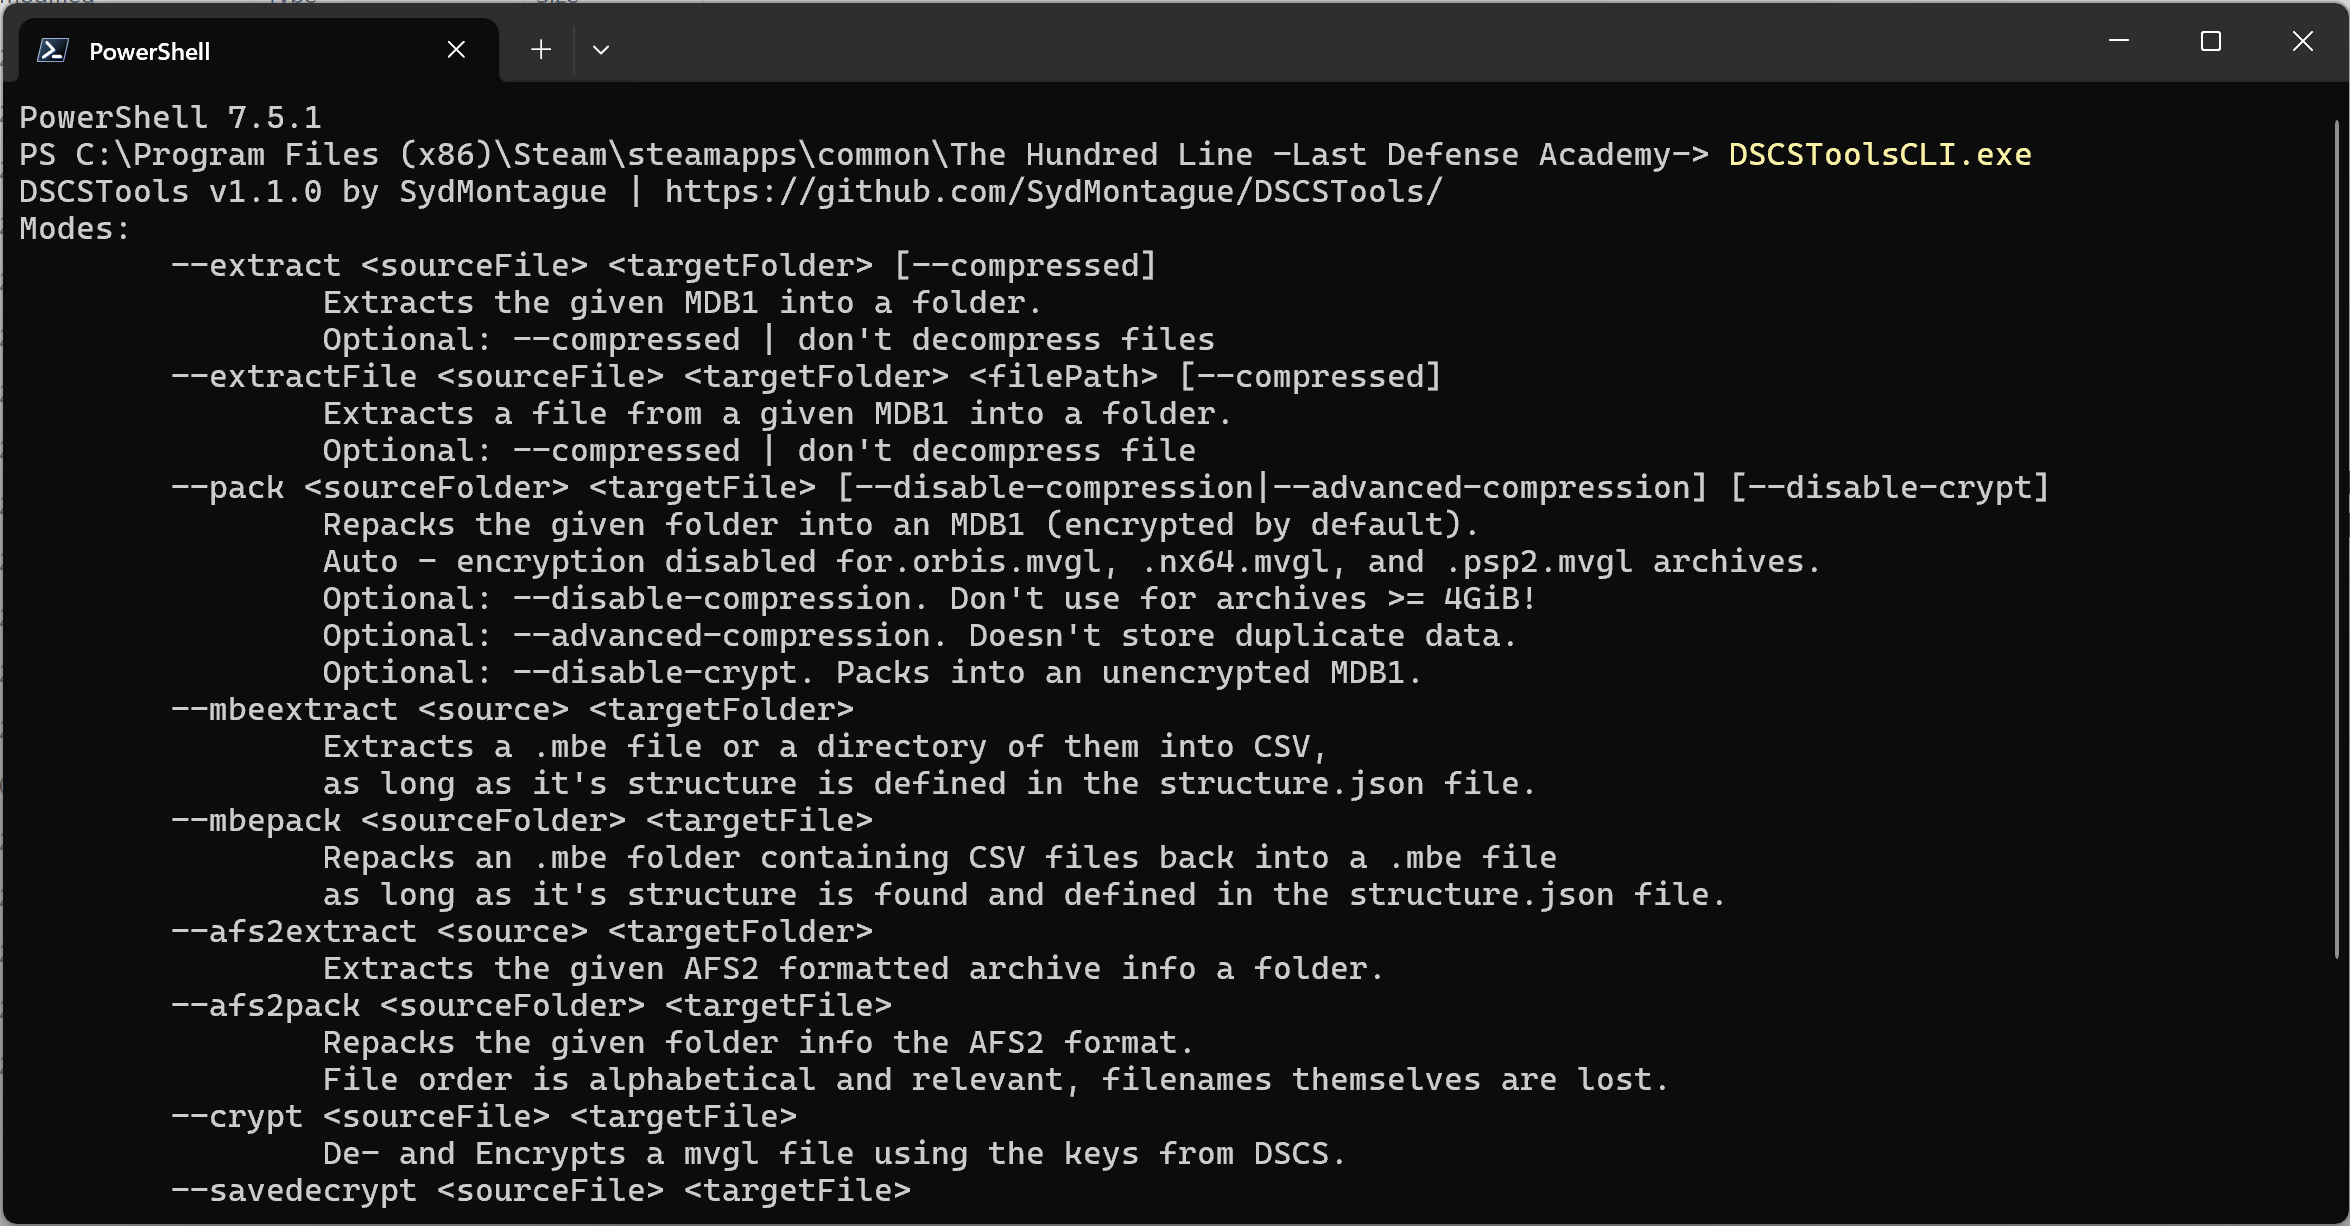 PowerShell
PowerShell 7.5.1
PS C:\Program Files (x86)\Steam\steamapps\common\The Hundred Line -Last Defense Academy-> DSCSToolsCLI.exe
DSCSTools v1.1.0 by SydMontague | https://github.com/SydMontague/DSCSTools/
Modes:
--extract <sourceFile> <targetFolder> [--compressed]
Extracts the given MDB1 into a folder.
Optional: --compressed | don't decompress files
--extractFile <sourceFile> <targetFolder> <filePath> [--compressed]
Extracts a file from a given MDB1 into a folder.
Optional: --compressed | don't decompress file
--pack <sourceFolder> <targetFile> [--disable-compression|--advanced-compression] [--disable-crypt]
Repacks the given folder into an MDB1 (encrypted by default).
Auto - encryption disabled for.orbis.mvgl, .nx64.mvgl, and .psp2.mvgl archives.
Optional: --disable-compression. Don't use for archives >= 4GiB!
Optional: --advanced-compression. Doesn't store duplicate data.
Optional: --disable-crypt. Packs into an unencrypted MDB1.
--mbeextract <source> <targetFolder>
Extracts a .mbe file or a directory of them into CSV,
as long as it's structure is defined in the structure.json file.
--mbepack <sourceFolder> <targetFile>
Repacks an .mbe folder containing CSV files back into a .mbe file
as long as it's structure is found and defined in the structure.json file.
--afs2extract <source> <targetFolder>
Extracts the given AFS2 formatted archive info a folder.
--afs2pack <sourceFolder> <targetFile>
Repacks the given folder info the AFS2 format.
File order is alphabetical and relevant, filenames themselves are lost.
--crypt <sourceFile> <targetFile>
De- and Encrypts a mvgl file using the keys from DSCS.
--savedecrypt <sourceFile> <targetFile>